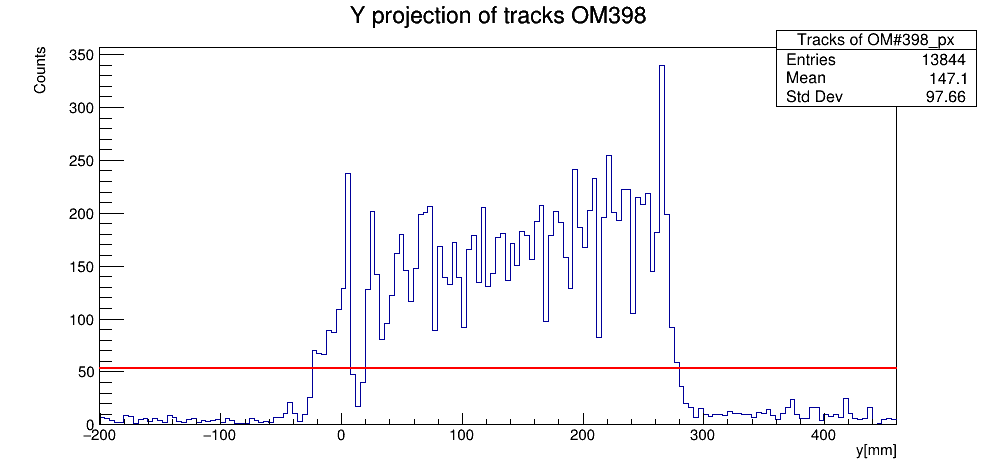 Y projection of tracks OM398
Tracks of OM#398_px
Entries 13844
Mean 147.1
Std Dev 97.66
Counts
350
300
250
200
150
100
50
0
−200 −100 0 100 200 300 400
y[mm]